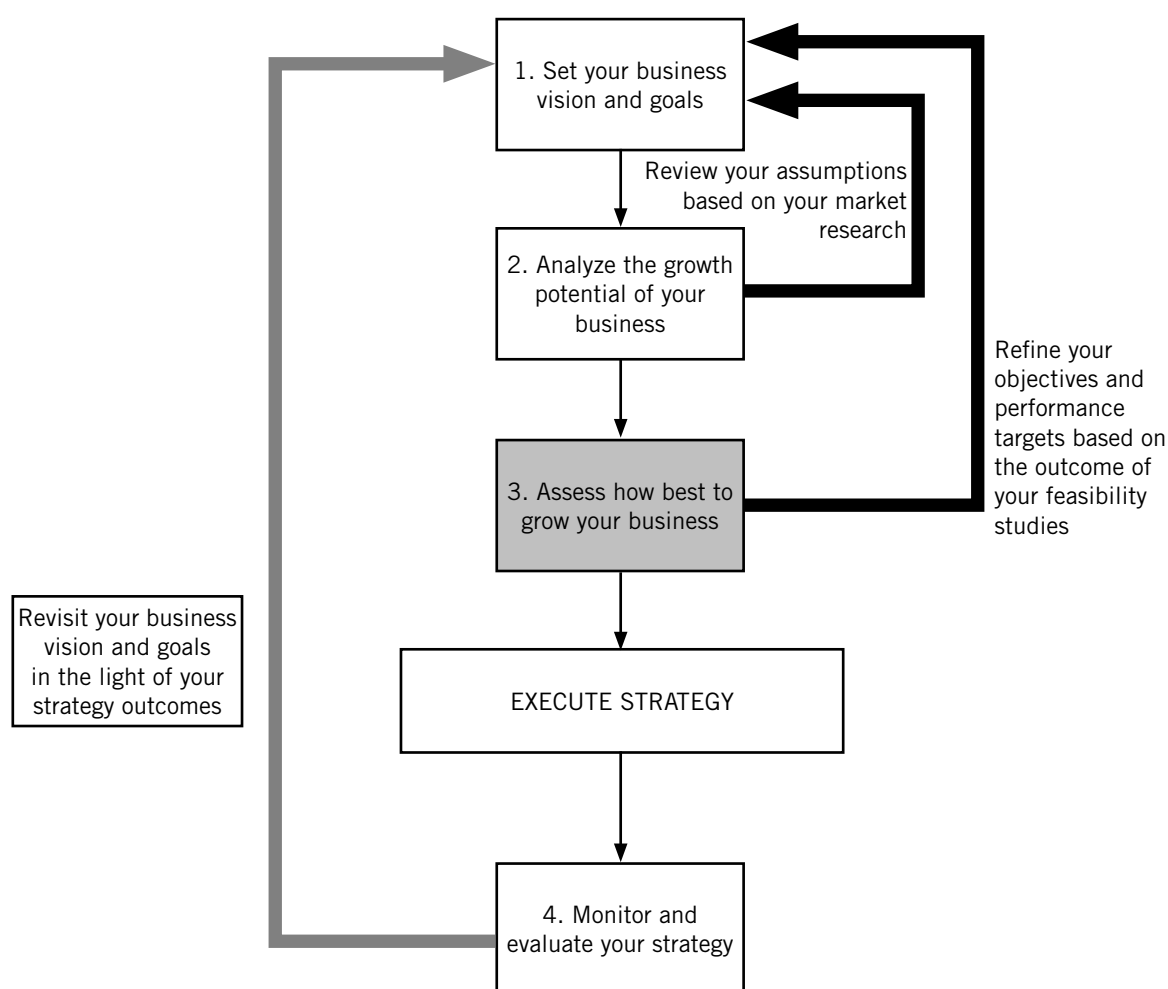 1. Set your business
vision and goals
Review your assumptions
based on your market
research
2. Analyze the growth
potential of your
business
Refine your
objectives and
performance
targets based on
the outcome of
your feasibility
studies
3. Assess how best to
grow your business
Revisit your business
vision and goals
in the light of your
strategy outcomes
EXECUTE STRATEGY
4. Monitor and
evaluate your strategy